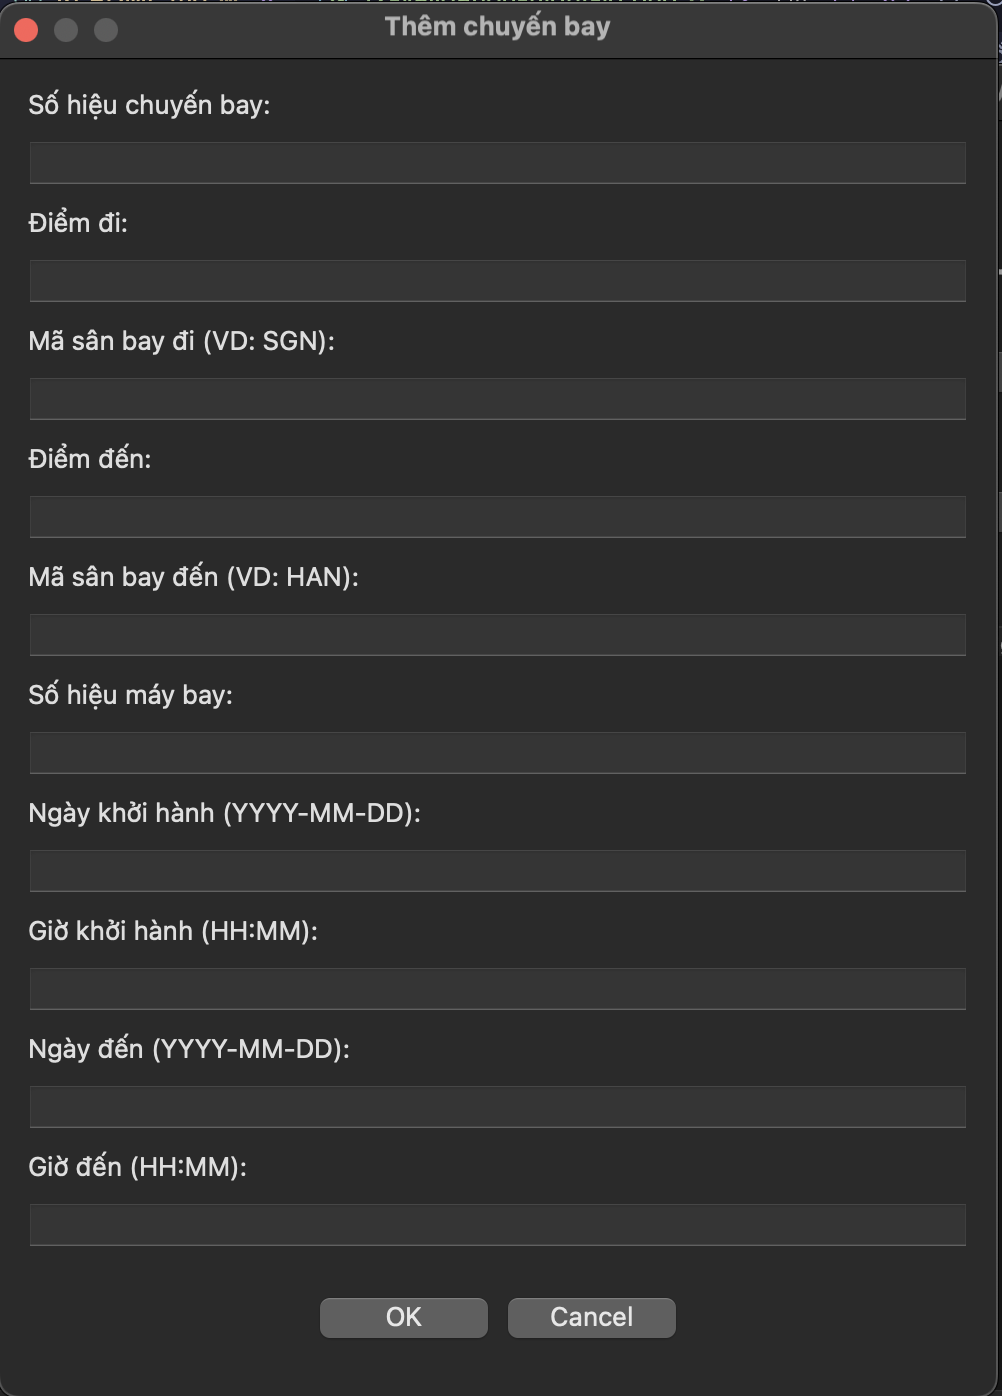 Thêm chuyến bay
Số hiệu chuyến bay:
Điểm đi:
Mã sân bay đi (VD: SGN):
Điểm đến:
Mã sân bay đến (VD: HAN):
Số hiệu máy bay:
Ngày khởi hành (YYYY-MM-DD):
Giờ khởi hành (HH:MM):
Ngày đến (YYYY-MM-DD):
Giờ đến (HH:MM):
OK Cancel